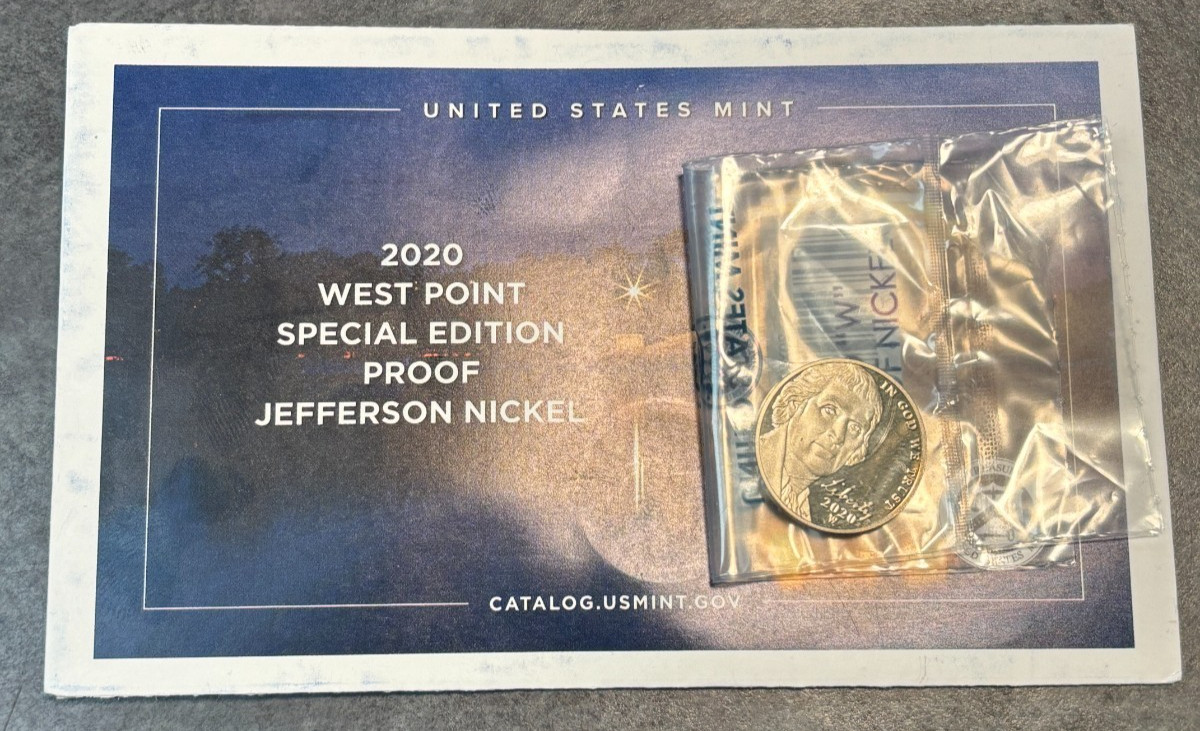 UNITED STATES MINT
2020
WEST POINT
SPECIAL EDITION
PROOF
JEFFERSON NICKEL
"W"
NICKE
IN GOD WE TRUST
Liberty
2020
W
CATALOG.USMINT.GOV